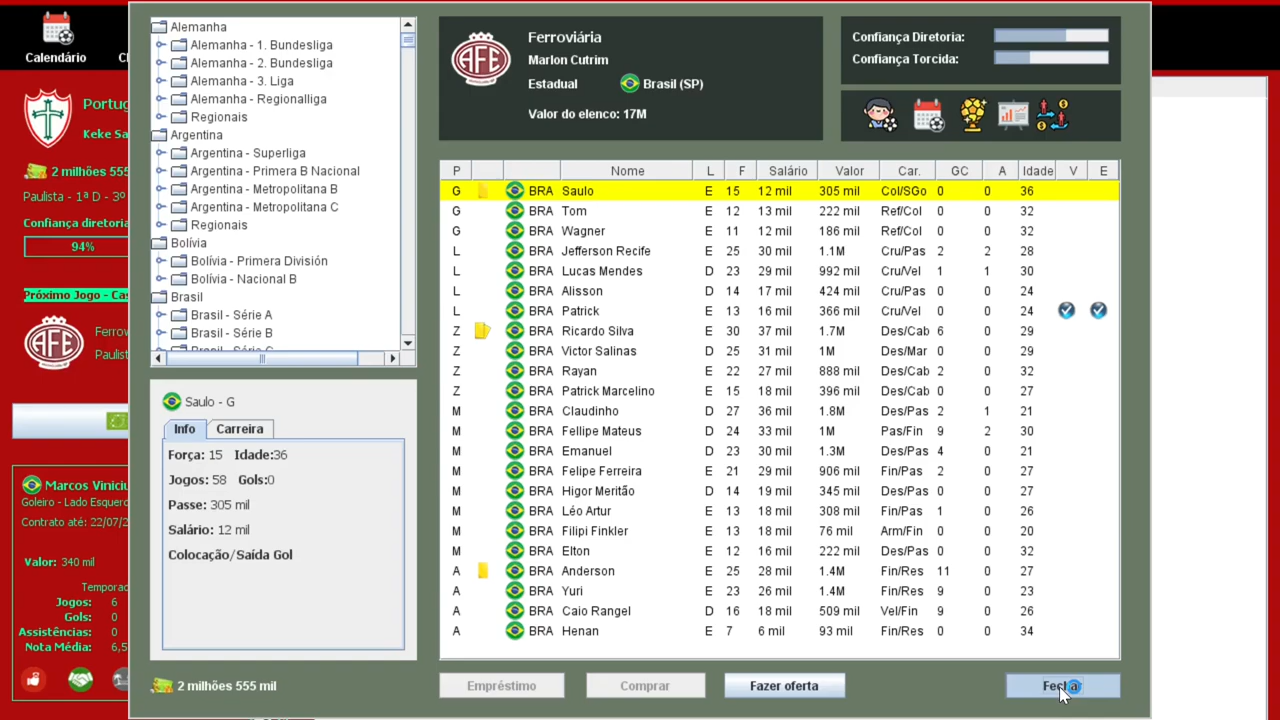 Calendário
Portug
Keke Sa
2 milhões 555
Paulista - 1ª D - 3º
Confiança diretoria
94%
Próximo Jogo - Cas
Ferrov
Paulist
Marcos Viniciu
Goleiro - Lado Esquero
Contrato até: 22/07/2
Valor: 340 mil
Temporac
Jogos: 6
Gols: 0
Assistências: 0
Nota Média: 6,5
Alemanha
Alemanha - 1. Bundesliga
Alemanha - 2. Bundesliga
Alemanha - 3. Liga
Alemanha - Regionalliga
Regionais
Argentina
Argentina - Superliga
Argentina - Primera B Nacional
Argentina - Metropolitana B
Argentina - Metropolitana C
Regionais
Bolívia
Bolívia - Primera División
Bolívia - Nacional B
Brasil
Brasil - Série A
Brasil - Série B
Brasil - Série C
Saulo - G
Info Carreira
Força: 15 Idade:36
Jogos: 58 Gols:0
Passe: 305 mil
Salário: 12 mil
Colocação/Saída Gol
2 milhões 555 mil
AFE
Ferroviária
Marlon Cutrim
Estadual Brasil (SP)
Valor do elenco: 17M
Confiança Diretoria:
Confiança Torcida:
P Nome L F Salário Valor Car. GC A Idade V E
G BRA Saulo E 15 12 mil 305 mil Col/SGo 0 0 36
G BRA Tom E 12 13 mil 222 mil Ref/Col 0 0 32
G BRA Wagner E 11 12 mil 186 mil Ref/Col 0 0 32
L BRA Jefferson Recife E 25 30 mil 1.1M Cru/Pas 2 2 28
L BRA Lucas Mendes D 23 29 mil 992 mil Cru/Vel 1 1 30
L BRA Alisson D 14 17 mil 424 mil Cru/Pas 0 0 24
L BRA Patrick E 13 16 mil 366 mil Cru/Vel 0 0 24
Z BRA Ricardo Silva E 30 37 mil 1.7M Des/Cab 6 0 29
Z BRA Victor Salinas D 25 31 mil 1M Des/Mar 0 0 29
Z BRA Rayan E 22 27 mil 888 mil Des/Cab 2 0 32
Z BRA Patrick Marcelino E 15 18 mil 396 mil Des/Cab 0 0 27
M BRA Claudinho D 27 36 mil 1.8M Des/Pas 2 1 21
M BRA Fellipe Mateus D 24 33 mil 1M Pas/Fin 9 2 30
M BRA Emanuel D 23 30 mil 1.3M Des/Pas 4 0 21
M BRA Felipe Ferreira E 21 29 mil 906 mil Fin/Pas 2 0 27
M BRA Higor Meritão D 14 19 mil 345 mil Des/Pas 0 0 27
M BRA Léo Artur E 13 18 mil 308 mil Fin/Pas 1 0 26
M BRA Filipi Finkler E 13 18 mil 76 mil Arm/Fin 0 0 20
M BRA Elton E 12 16 mil 222 mil Des/Pas 0 0 32
A BRA Anderson E 25 28 mil 1.4M Fin/Res 11 0 27
A BRA Yuri E 23 26 mil 1.4M Fin/Res 9 0 23
A BRA Caio Rangel D 16 18 mil 509 mil Vel/Fin 9 0 26
A BRA Henan E 7 6 mil 93 mil Fin/Res 0 0 34
Empréstimo Comprar Fazer oferta